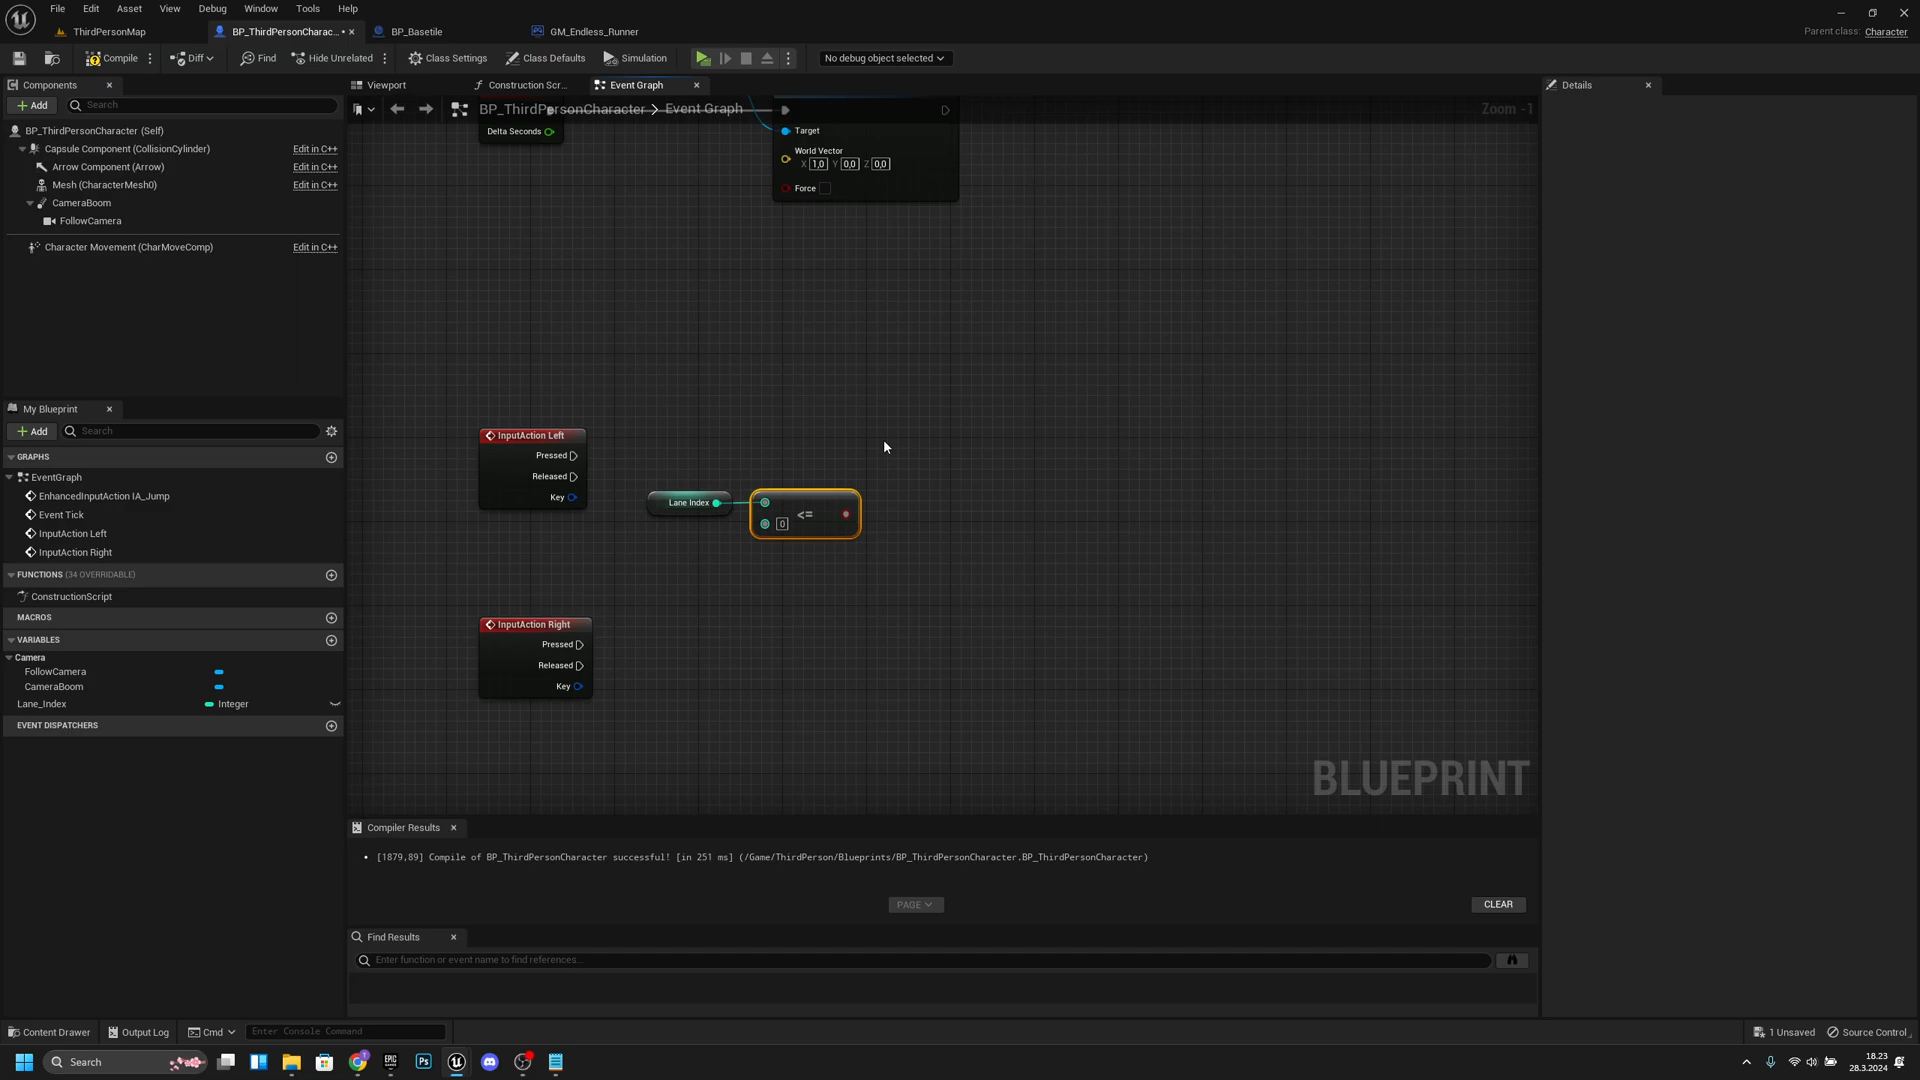 File Edit Asset View Debug Window Tools Help
ThirdPersonMap
BP_ThirdPersonCharac... •
BP_Basetile
GM_Endless_Runner
Parent class: Character
Compile
Diff
Find
Hide Unrelated
Class Settings
Class Defaults
Simulation
No debug object selected
Components
Viewport
Construction Scr...
Event Graph
Details
Add
Search
BP_ThirdPersonCharacter > Event Graph
Zoom -1
BP_ThirdPersonCharacter (Self)
Capsule Component (CollisionCylinder) Edit in C++
Arrow Component (Arrow) Edit in C++
Mesh (CharacterMesh0) Edit in C++
CameraBoom
FollowCamera
Character Movement (CharMoveComp) Edit in C++
Delta Seconds
Target
World Vector
X 1,0 Y 0,0 Z 0,0
Force
My Blueprint
Add
Search
GRAPHS
EventGraph
EnhancedInputAction IA_Jump
Event Tick
InputAction Left
InputAction Right
FUNCTIONS (34 OVERRIDABLE)
ConstructionScript
MACROS
VARIABLES
Camera
FollowCamera
CameraBoom
Lane_Index Integer
EVENT DISPATCHERS
InputAction Left
Pressed
Released
Key
Lane Index
0
<=
InputAction Right
Pressed
Released
Key
BLUEPRINT
Compiler Results
• [1879,89] Compile of BP_ThirdPersonCharacter successful! [in 251 ms] (/Game/ThirdPerson/Blueprints/BP_ThirdPersonCharacter.BP_ThirdPersonCharacter)
PAGE
CLEAR
Find Results
Enter function or event name to find references...
Content Drawer
Output Log
Cmd
Enter Console Command
1 Unsaved
Source Control
Search
18.23
28.3.2024